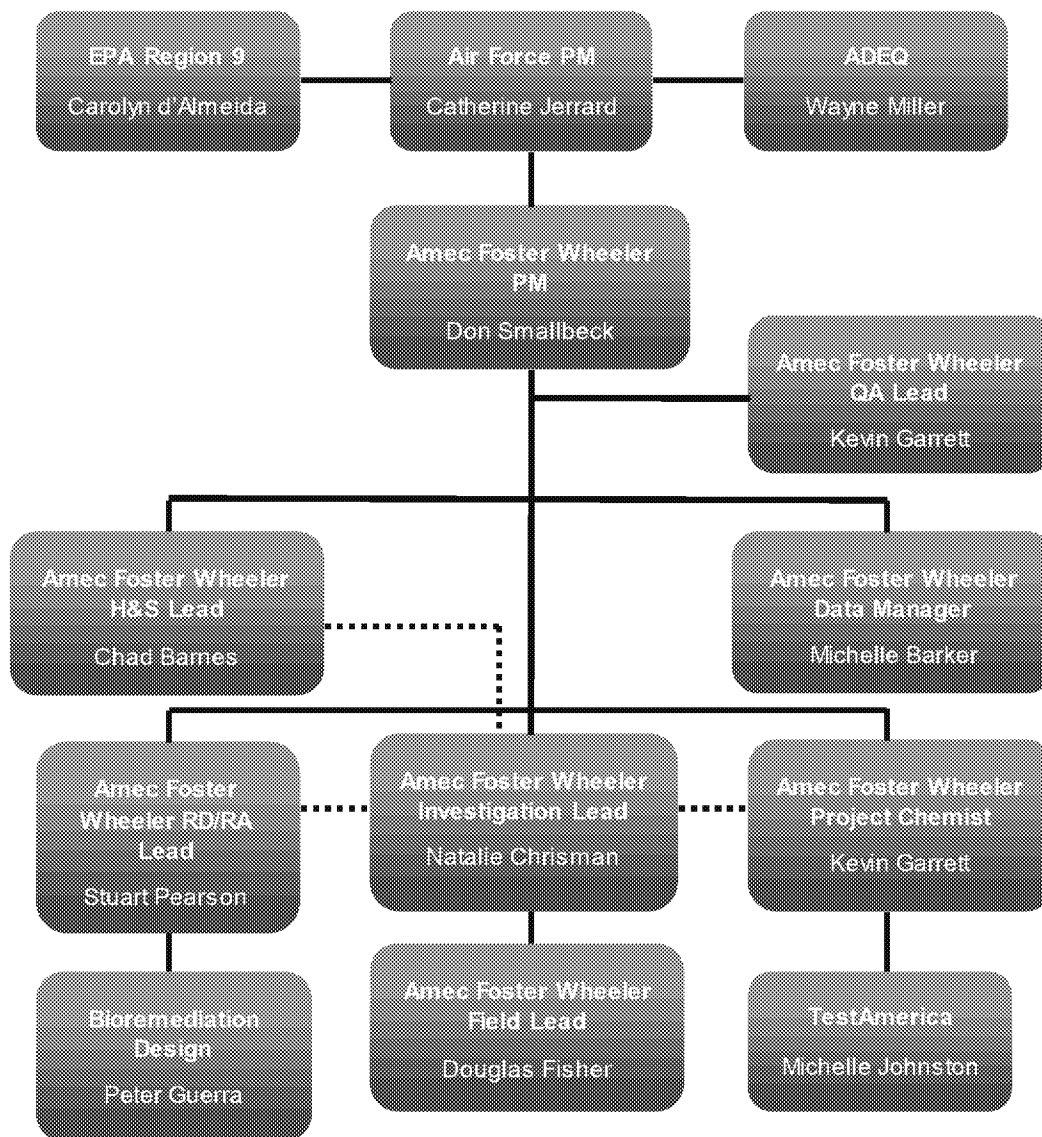 EPA Region 9
Carolyn d'Almeida
Air Force PM
Catherine Jerrard
ADEQ
Wayne Miller
Amec Foster Wheeler
PM
Don Smallbeck
Amec Foster Wheeler
QA Lead
Kevin Garrett
Amec Foster Wheeler
H&S Lead
Chad Barnes
Amec Foster Wheeler
Data Manager
Michelle Barker
Amec Foster
Wheeler RD/RA
Lead
Stuart Pearson
Amec Foster Wheeler
Investigation Lead
Natalie Chrisman
Amec Foster Wheeler
Project Chemist
Kevin Garrett
Bioremediation
Design
Peter Guerra
Amec Foster Wheeler
Field Lead
Douglas Fisher
TestAmerica
Michelle Johnston